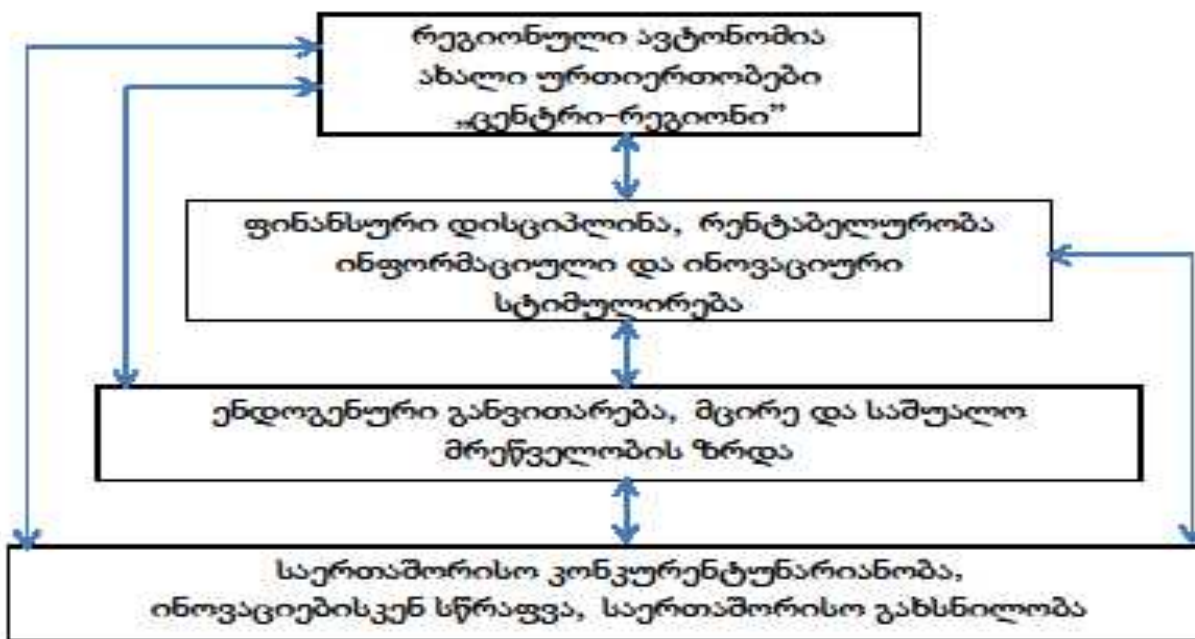 რეგიონული ავტონომია
ახალი ურთიერთობები
„ცენტრი-რეგიონი”
ფინანსური დისციპლინა, რენტაბელურობა
ინფორმაციული და ინოვაციური
სტიმულირება
ენდოგენური განვითარება, მცირე და საშუალო
მრეწველობის ზრდა
საერთაშორისო კონკურენტუნარიანობა,
ინოვაციებისკენ სწრაფვა, საერთაშორისო გახსნილობა